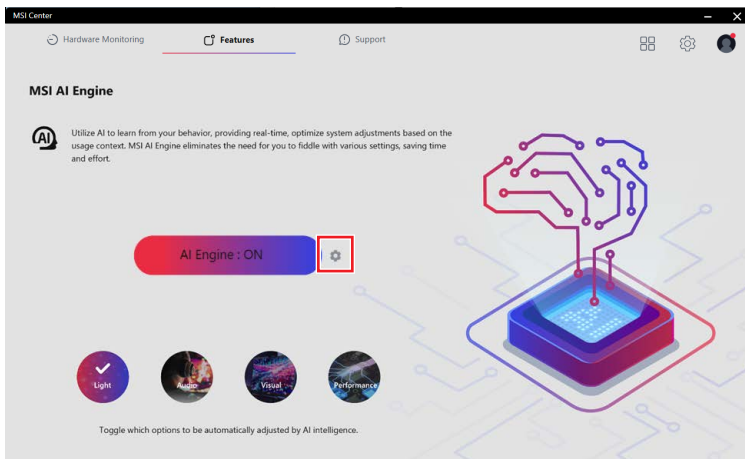 MSI Center
Hardware Monitoring
Features
Support
MSI AI Engine
AI
Utilize AI to learn from your behavior, providing real-time, optimize system adjustments based on the
usage context. MSI AI Engine eliminates the need for you to fiddle with various settings, saving time
and effort.
AI Engine : ON
Light
Audio
Visual
Performance
Toggle which options to be automatically adjusted by AI intelligence.